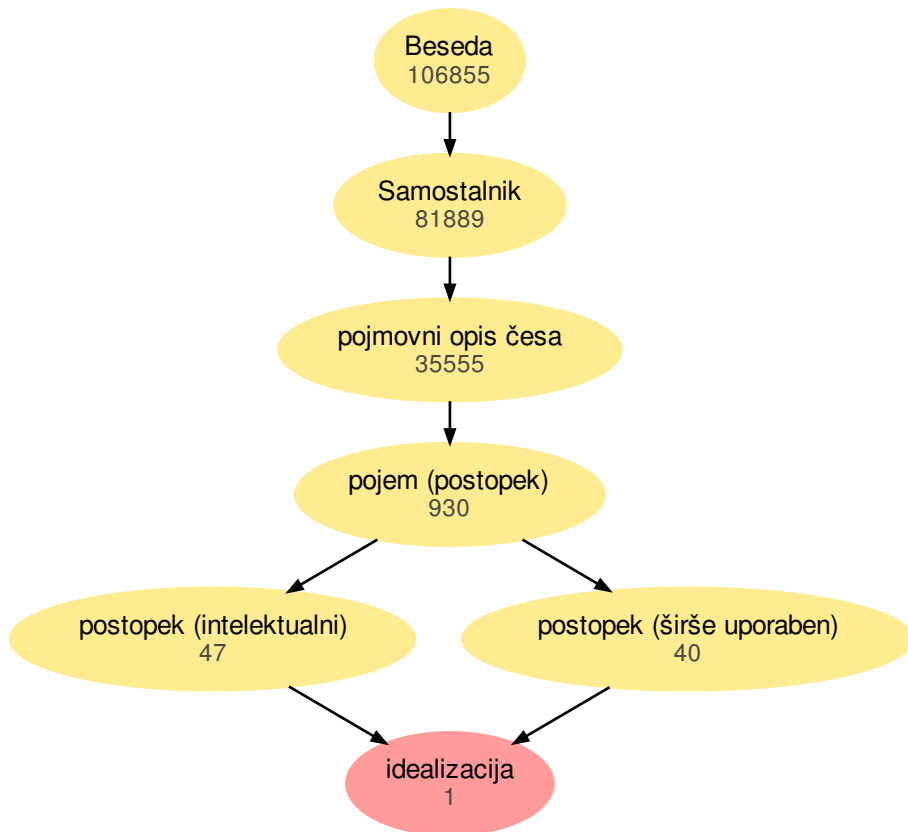 Beseda
106855
Samostalnik
81889
pojmovni opis česa
35555
pojem (postopek)
930
postopek (intelektualni)
47
postopek (širše uporaben)
40
idealizacija
1